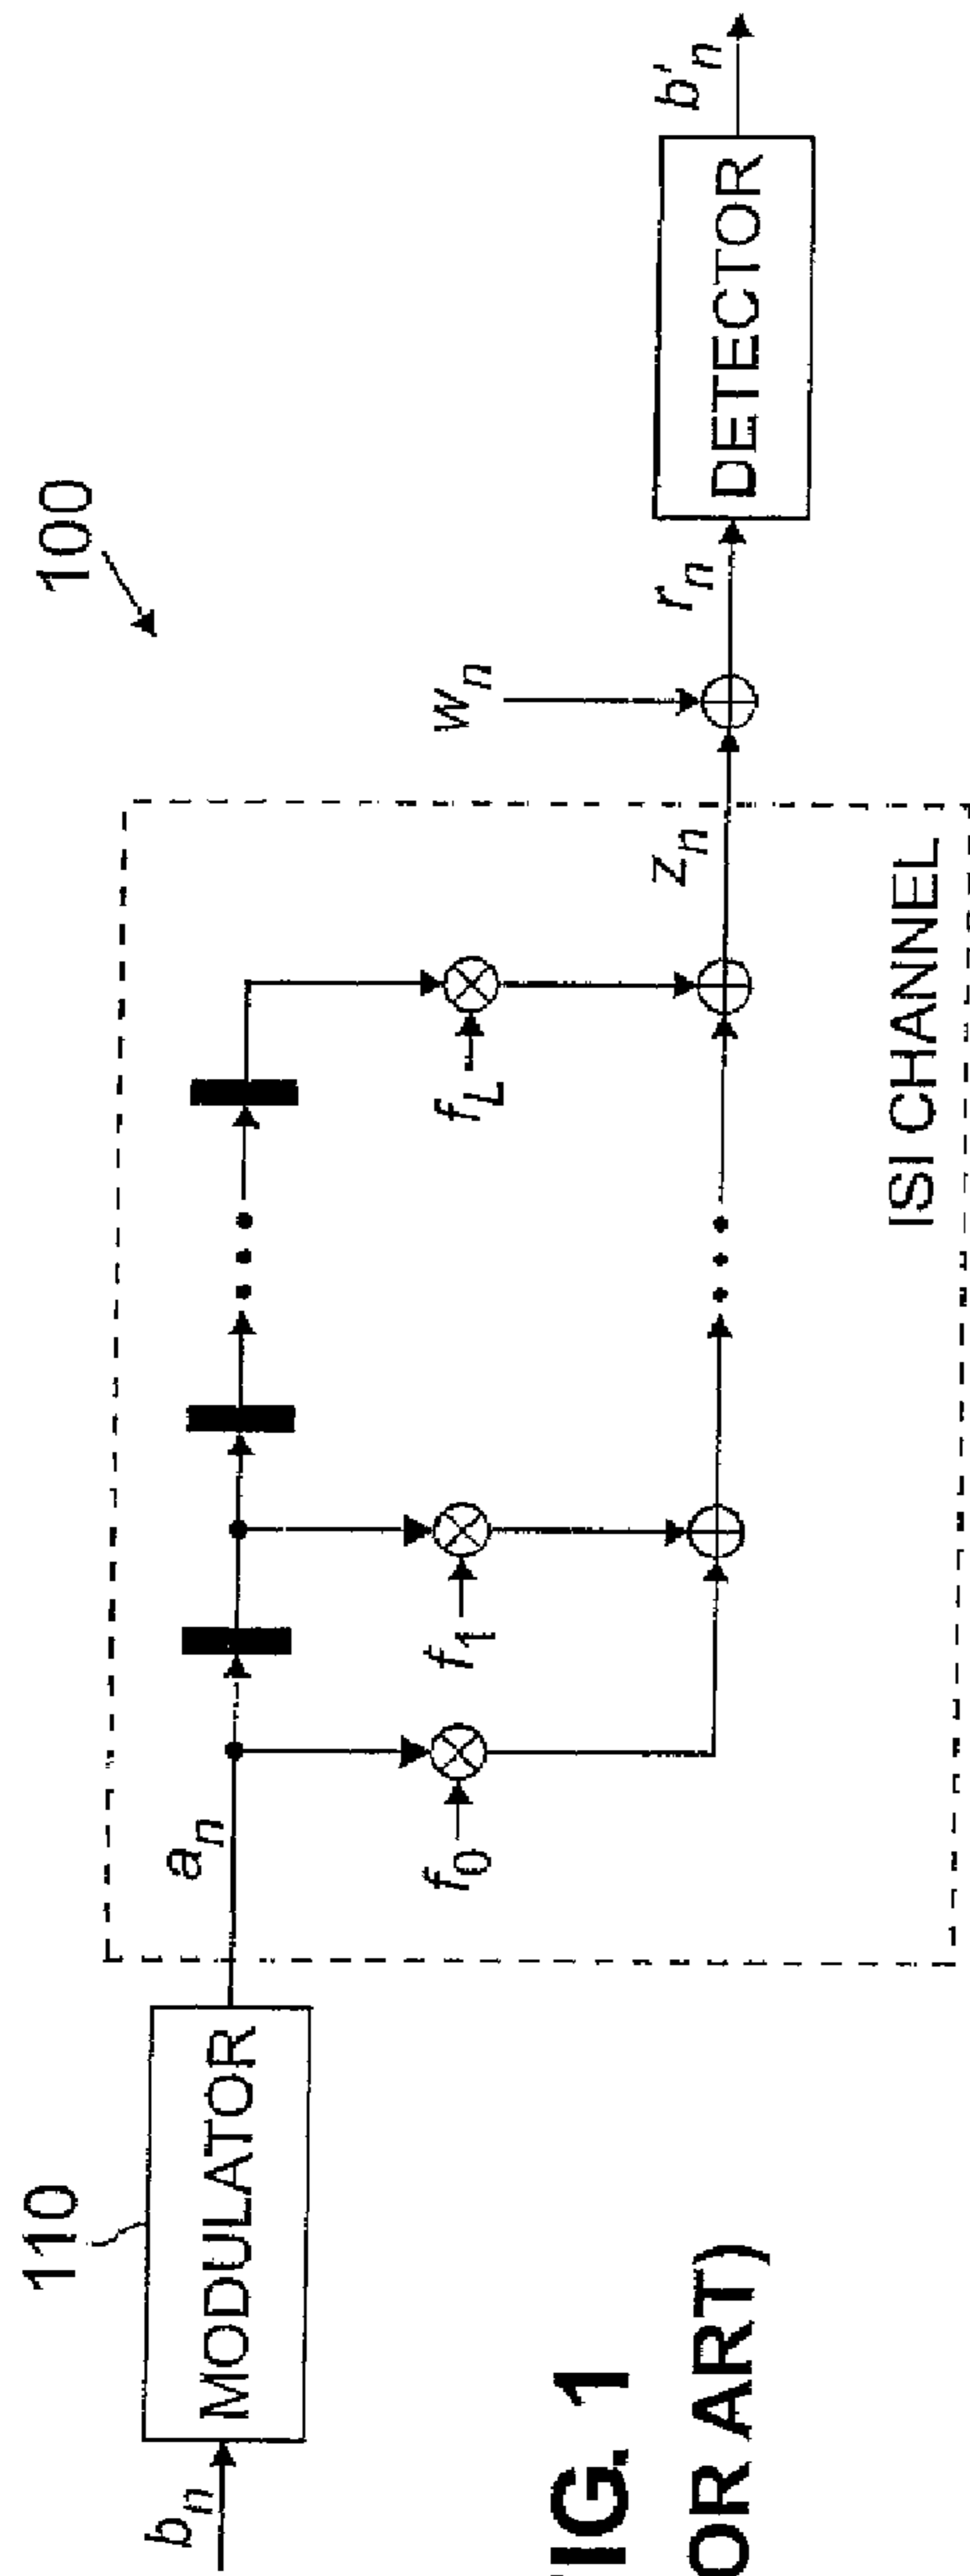 100
110
b_n
MODULATOR
a_n
f_0
f_1
f_L
z_n
w_n
r_n
DETECTOR
b'_n
ISI CHANNEL
IG. 1
OR ART)